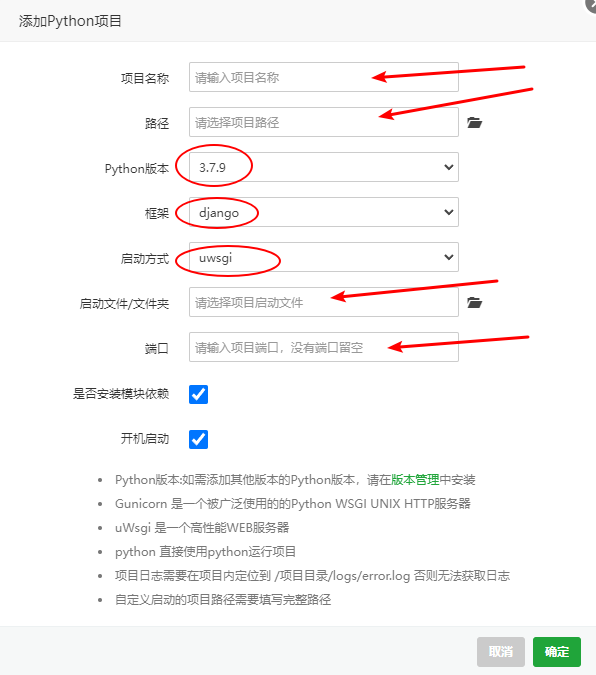 添加Python项目
项目名称 请输入项目名称
路径 请选择项目路径
Python版本 3.7.9
框架 django
启动方式 uwsgi
启动文件/文件夹 请选择项目启动文件
端口 请输入项目端口，没有端口留空
是否安装模块依赖
开机启动
Python版本:如需添加其他版本的Python版本，请在版本管理中安装
Gunicorn 是一个被广泛使用的的Python WSGI UNIX HTTP服务器
uWsgi 是一个高性能WEB服务器
python 直接使用python运行项目
项目日志需要在项目内定位到 /项目目录/logs/error.log 否则无法获取日志
自定义启动的项目路径需要填写完整路径
取消 确定